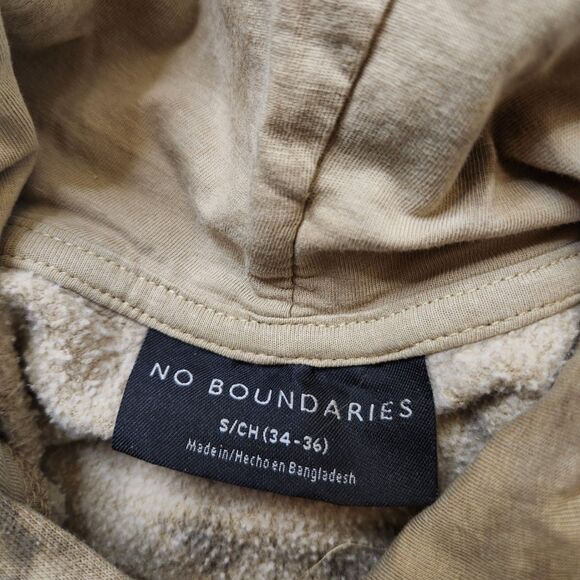 NO BOUNDARIES
S/CH (34-36)
Made in/Hecho en Bangladesh